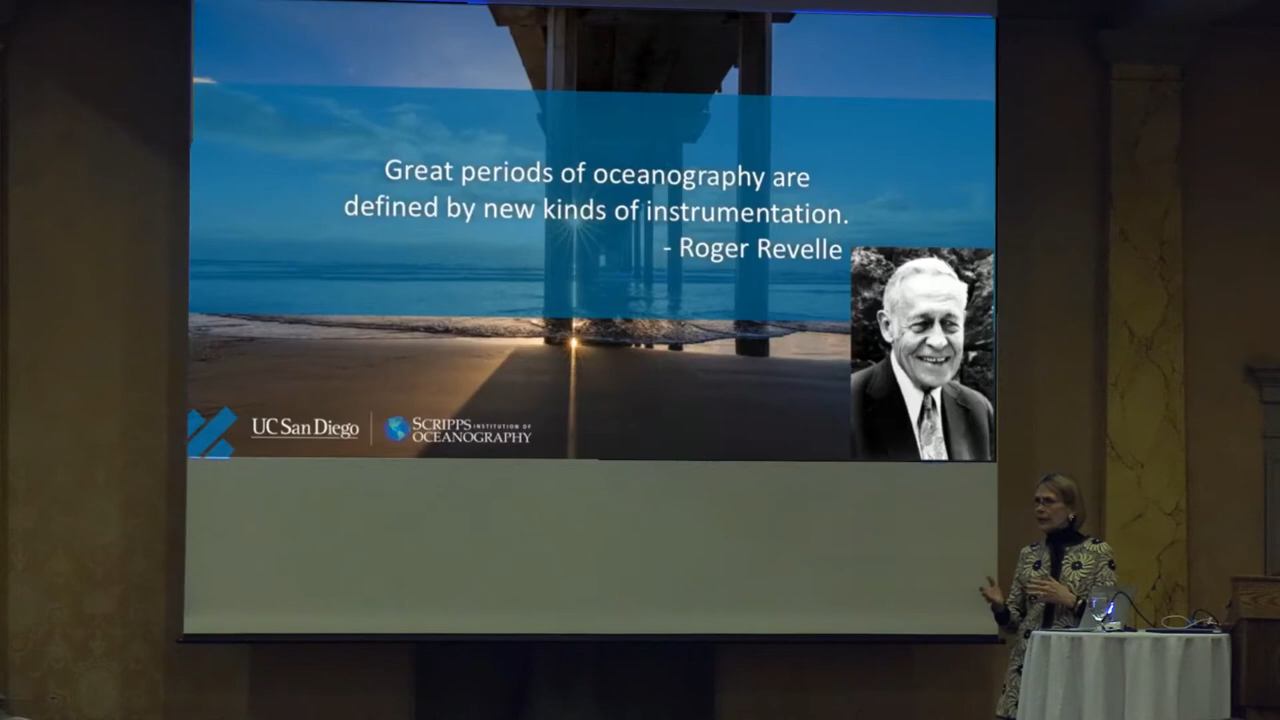 Great periods of oceanography are
defined by new kinds of instrumentation.
- Roger Revelle
UC San Diego
SCRIPPS INSTITUTION OF
OCEANOGRAPHY